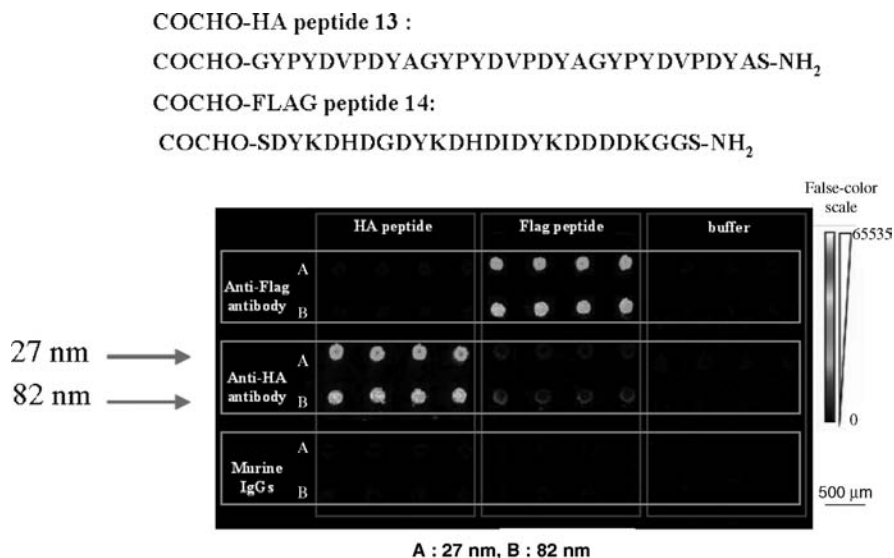 COCHO-HA peptide 13 :
COCHO-GYPYDVPDYAGYPYDVPDYAGYPYDVPDYAS-NH2
COCHO-FLAG peptide 14:
COCHO-SDYKDHDGDYKDHDIDYKDDDDKGGS-NH2
False-color
scale
HA peptide Flag peptide buffer
65535
A
Anti-Flag
antibody
B
27 nm
A
Anti-HA
antibody
82 nm
B
0
A
Murine
IgGs
B
500 µm
A : 27 nm, B : 82 nm